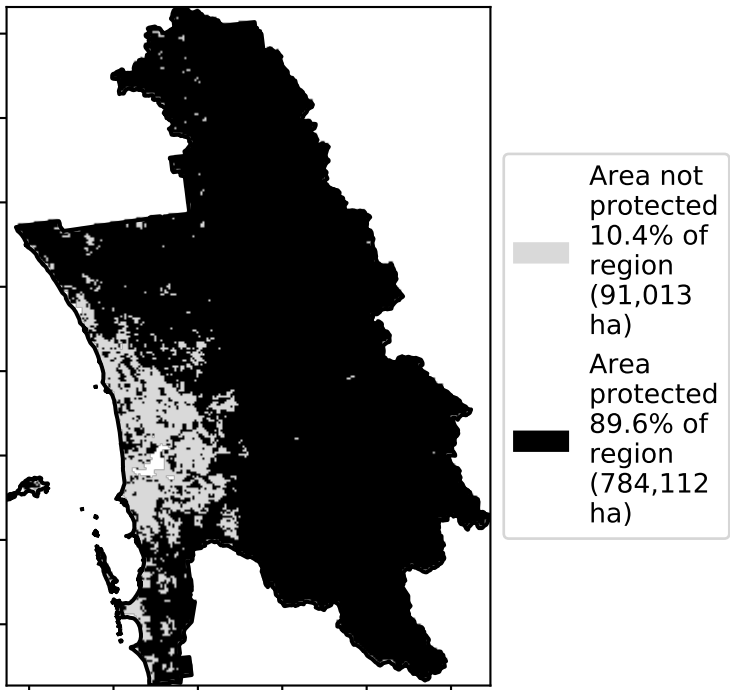 Area not
protected
10.4% of
region
(91,013
ha)
Area
protected
89.6% of
region
(784,112
ha)